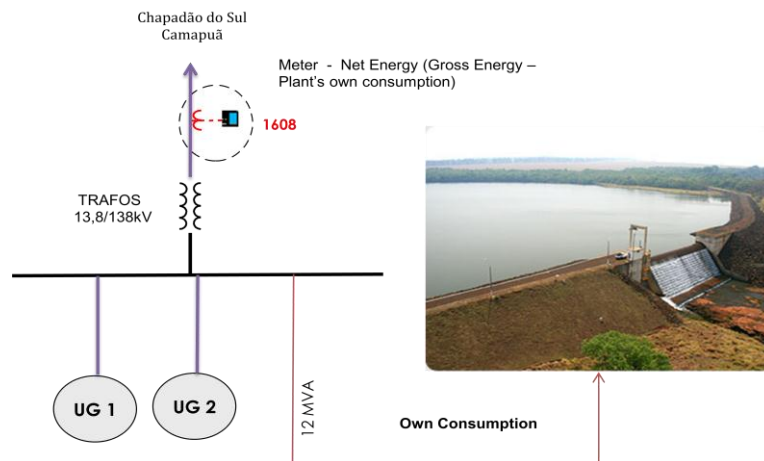 Chapadão do Sul
Camapuã
Meter - Net Energy (Gross Energy –
Plant's own consumption)
1608
TRAFOS
13,8/138kV
UG 1
UG 2
12 MVA
Own Consumption